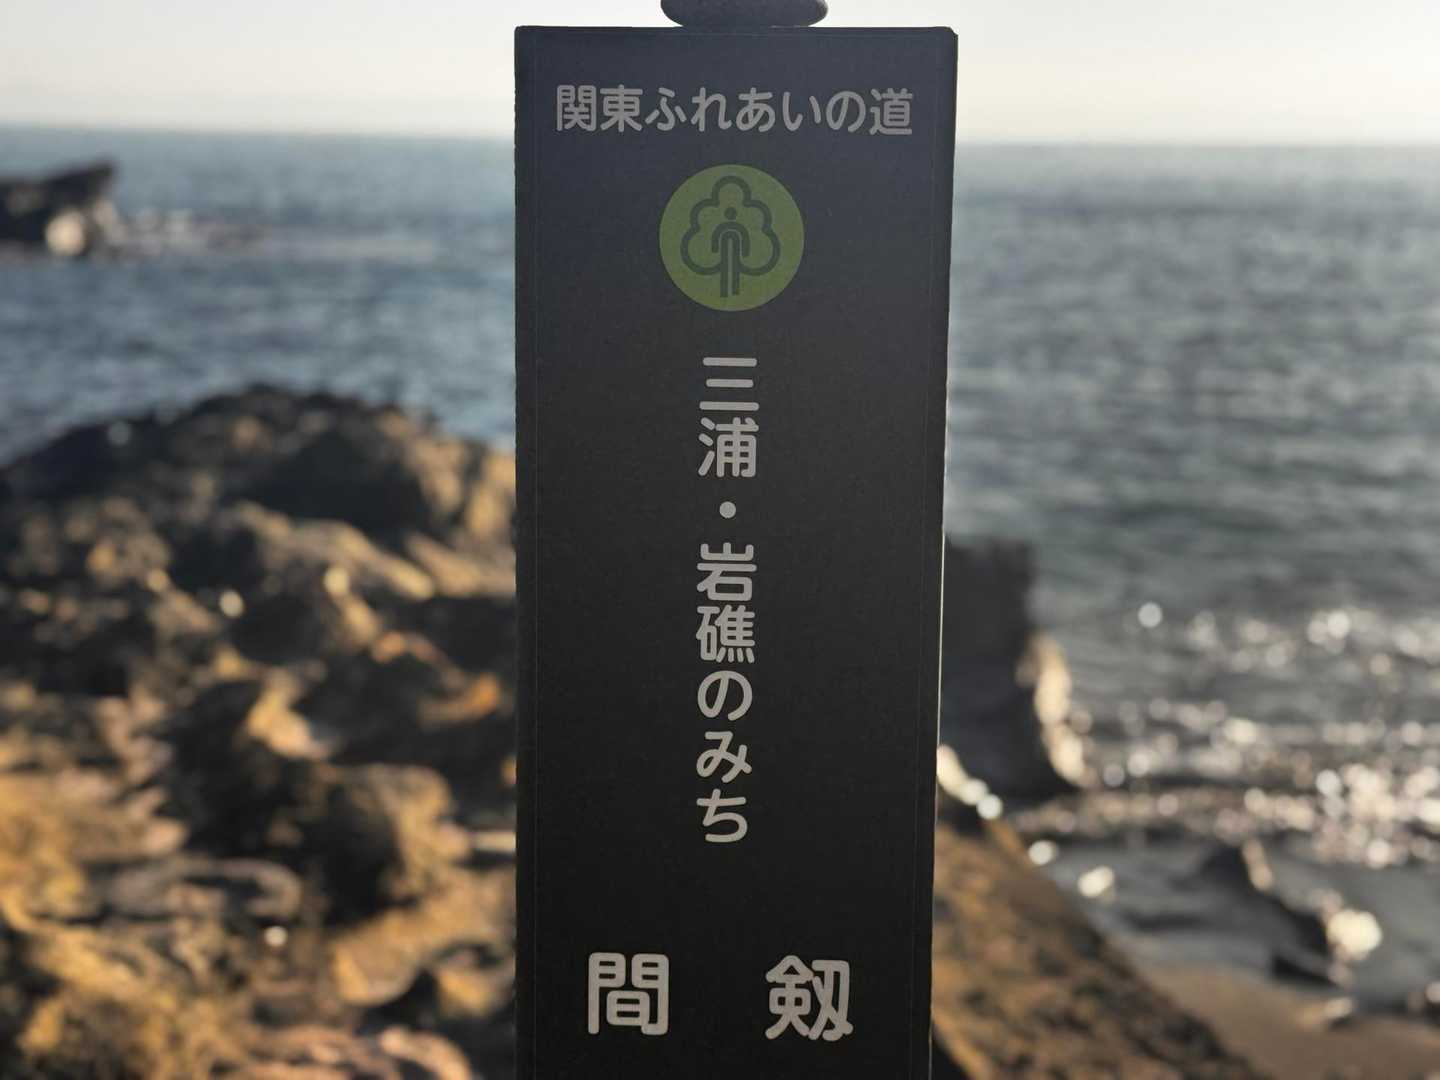 関東ふれあいの道
三浦・岩礁のみち
間 剱